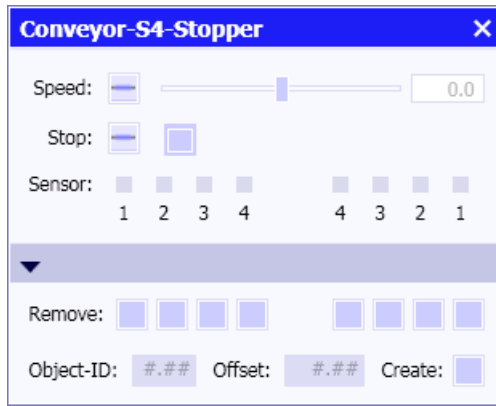 Conveyor-S4-Stopper
Speed: 0.0
Stop:
Sensor:
1 2 3 4 4 3 2 1
Remove:
Object-ID: #.## Offset: #.## Create: